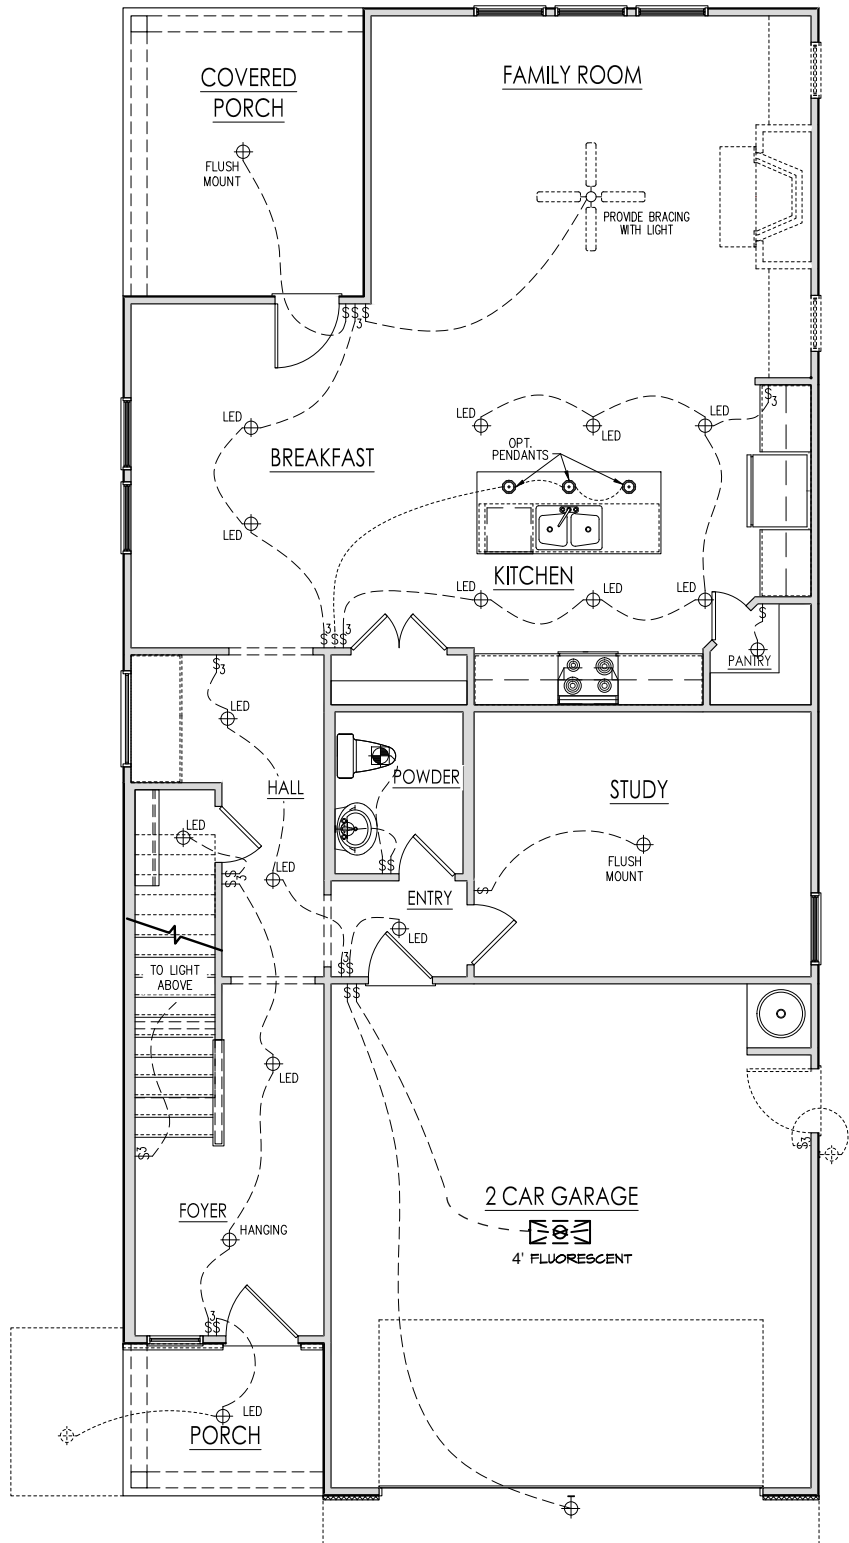 COVERED
PORCH
FLUSH
MOUNT
FAMILY ROOM
PROVIDE BRACING
WITH LIGHT
$ $ $
3
$
3
LED
LED
LED
LED
OPT.
PENDANTS
BREAKFAST
LED
KITCHEN
LED
LED
LED
3
$ $ $
3
$
PANTRY
$
3
LED
HALL
POWDER
STUDY
LED
FLUSH
MOUNT
$ $
LED
$ $
3
$
ENTRY
LED
3
$ $
TO LIGHT
ABOVE
$ $
LED
$
3
$
3
2 CAR GARAGE
FOYER
HANGING
4' FLUORESCENT
3
$ $
LED
PORCH